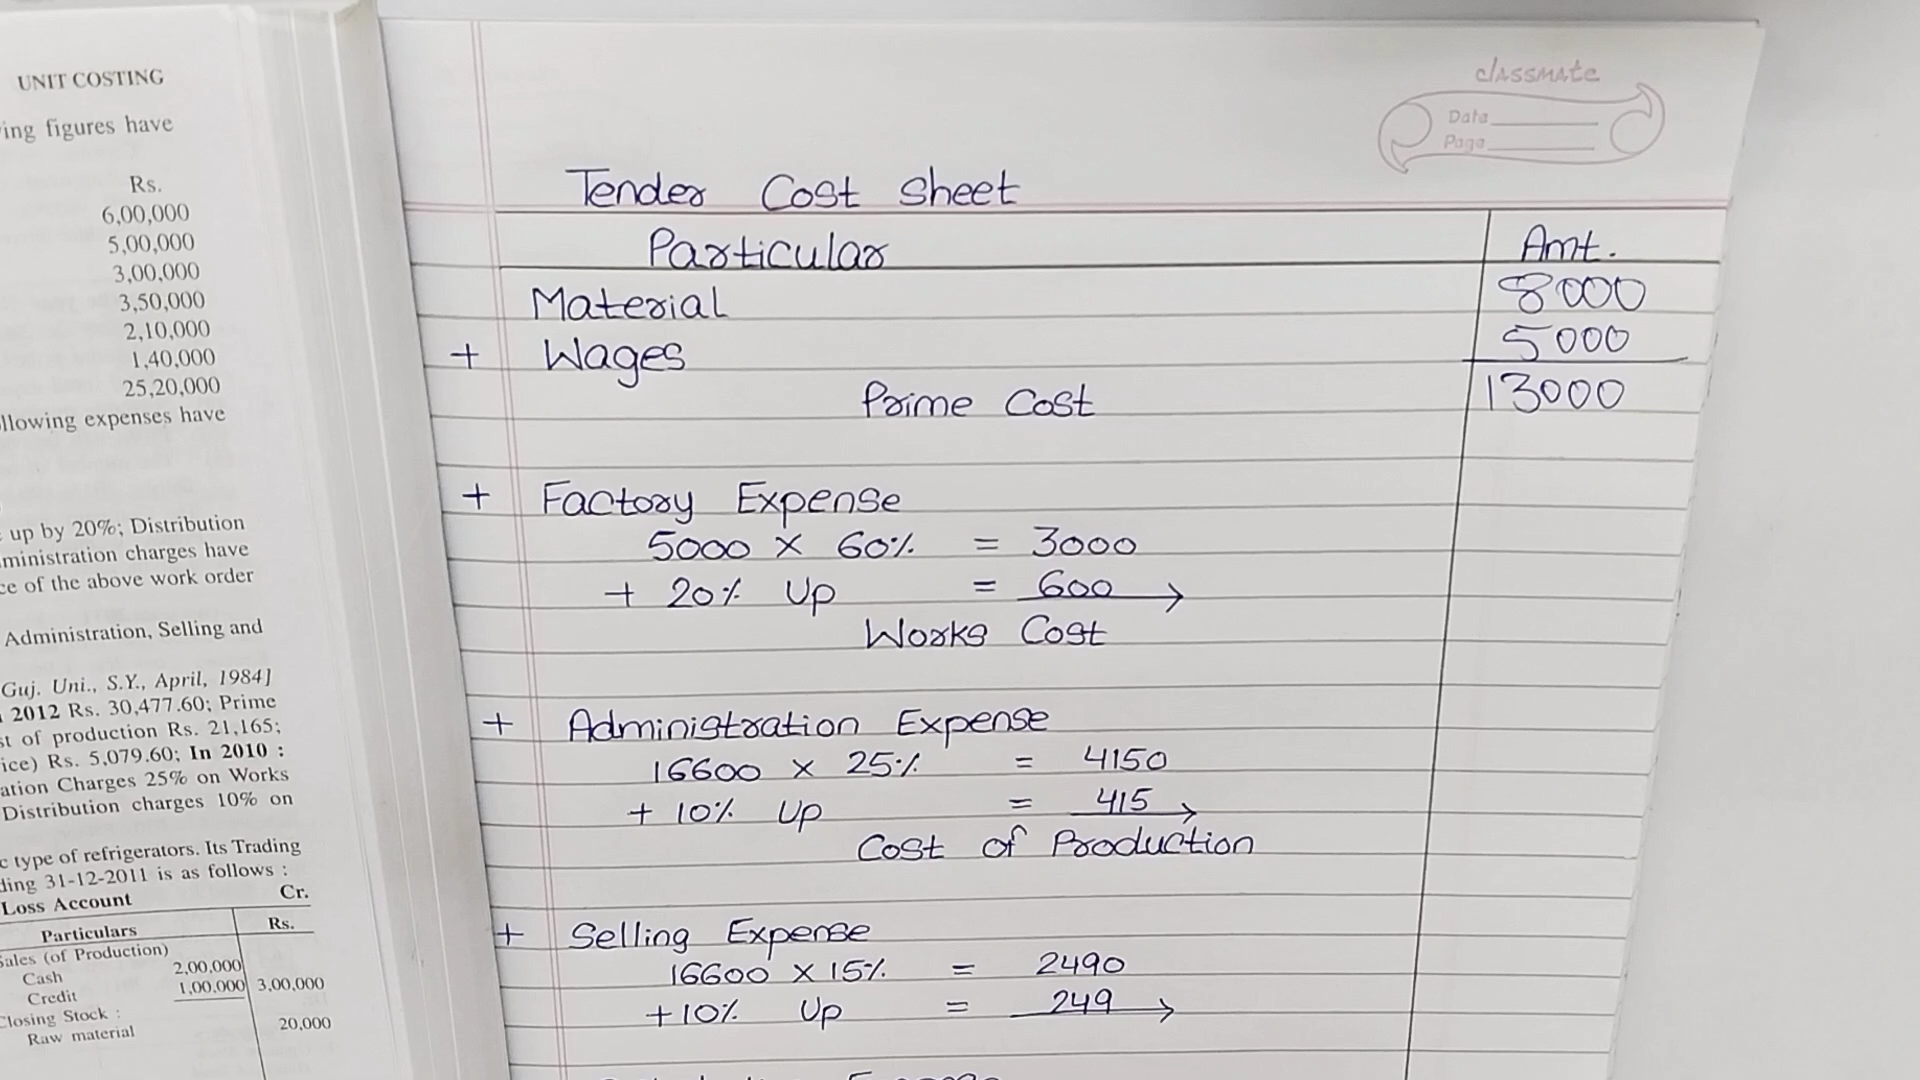 UNIT COSTING
ing figures have
Rs.
6,00,000
5,00,000
3,00,000
3,50,000
2,10,000
1,40,000
25,20,000
llowing expenses have
up by 20%; Distribution
ministration charges have
ce of the above work order
Administration, Selling and
Guj. Uni., S.Y., April, 1984]
2012 Rs. 30,477.60; Prime
st of production Rs. 21,165;
ice) Rs. 5,079.60; In 2010 :
ation Charges 25% on Works
Distribution charges 10% on
c type of refrigerators. Its Trading
ding 31-12-2011 is as follows :
Loss Account Cr.
Particulars Rs.
Sales (of Production)
Cash 2,00,000
Credit 1,00,000 3,00,000
Closing Stock :
Raw material 20,000
classmate
Date
Page
Tender Cost Sheet
Particular Amt.
Material 8000
+ Wages 5000
Prime Cost 13000
+ Factory Expense
5000 × 60% = 3000
+ 20% Up = 600 →
Works Cost
+ Administration Expense
16600 × 25% = 4150
+ 10% Up = 415 →
Cost of Production
+ Selling Expense
16600 × 15% = 2490
+ 10% Up = 249 →